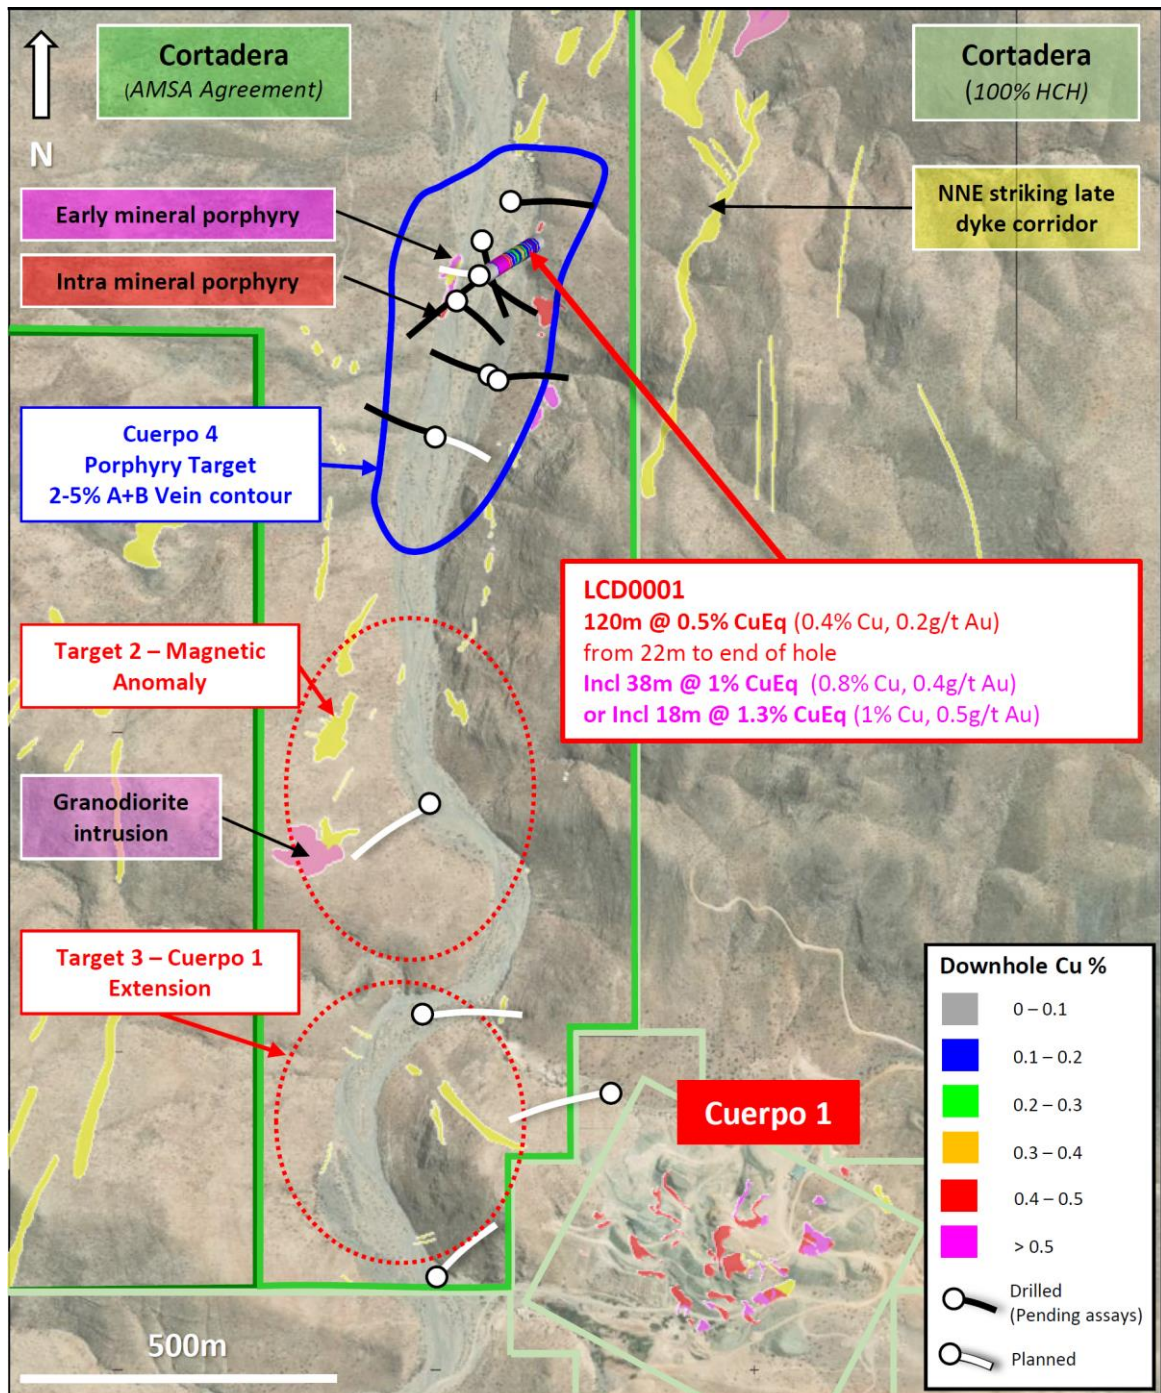 Cortadera
(AMSA Agreement)
Cortadera
(100% HCH)
N
Early mineral porphyry
NNE striking late
dyke corridor
Intra mineral porphyry
Cuerpo 4
Porphyry Target
2-5% A+B Vein contour
LCD0001
120m @ 0.5% CuEq (0.4% Cu, 0.2g/t Au)
from 22m to end of hole
Incl 38m @ 1% CuEq (0.8% Cu, 0.4g/t Au)
or Incl 18m @ 1.3% CuEq (1% Cu, 0.5g/t Au)
Target 2 – Magnetic
Anomaly
Granodiorite
intrusion
Target 3 – Cuerpo 1
Extension
Cuerpo 1
Downhole Cu %
0 – 0.1
0.1 – 0.2
0.2 – 0.3
0.3 – 0.4
0.4 – 0.5
> 0.5
Drilled
(Pending assays)
Planned
500m